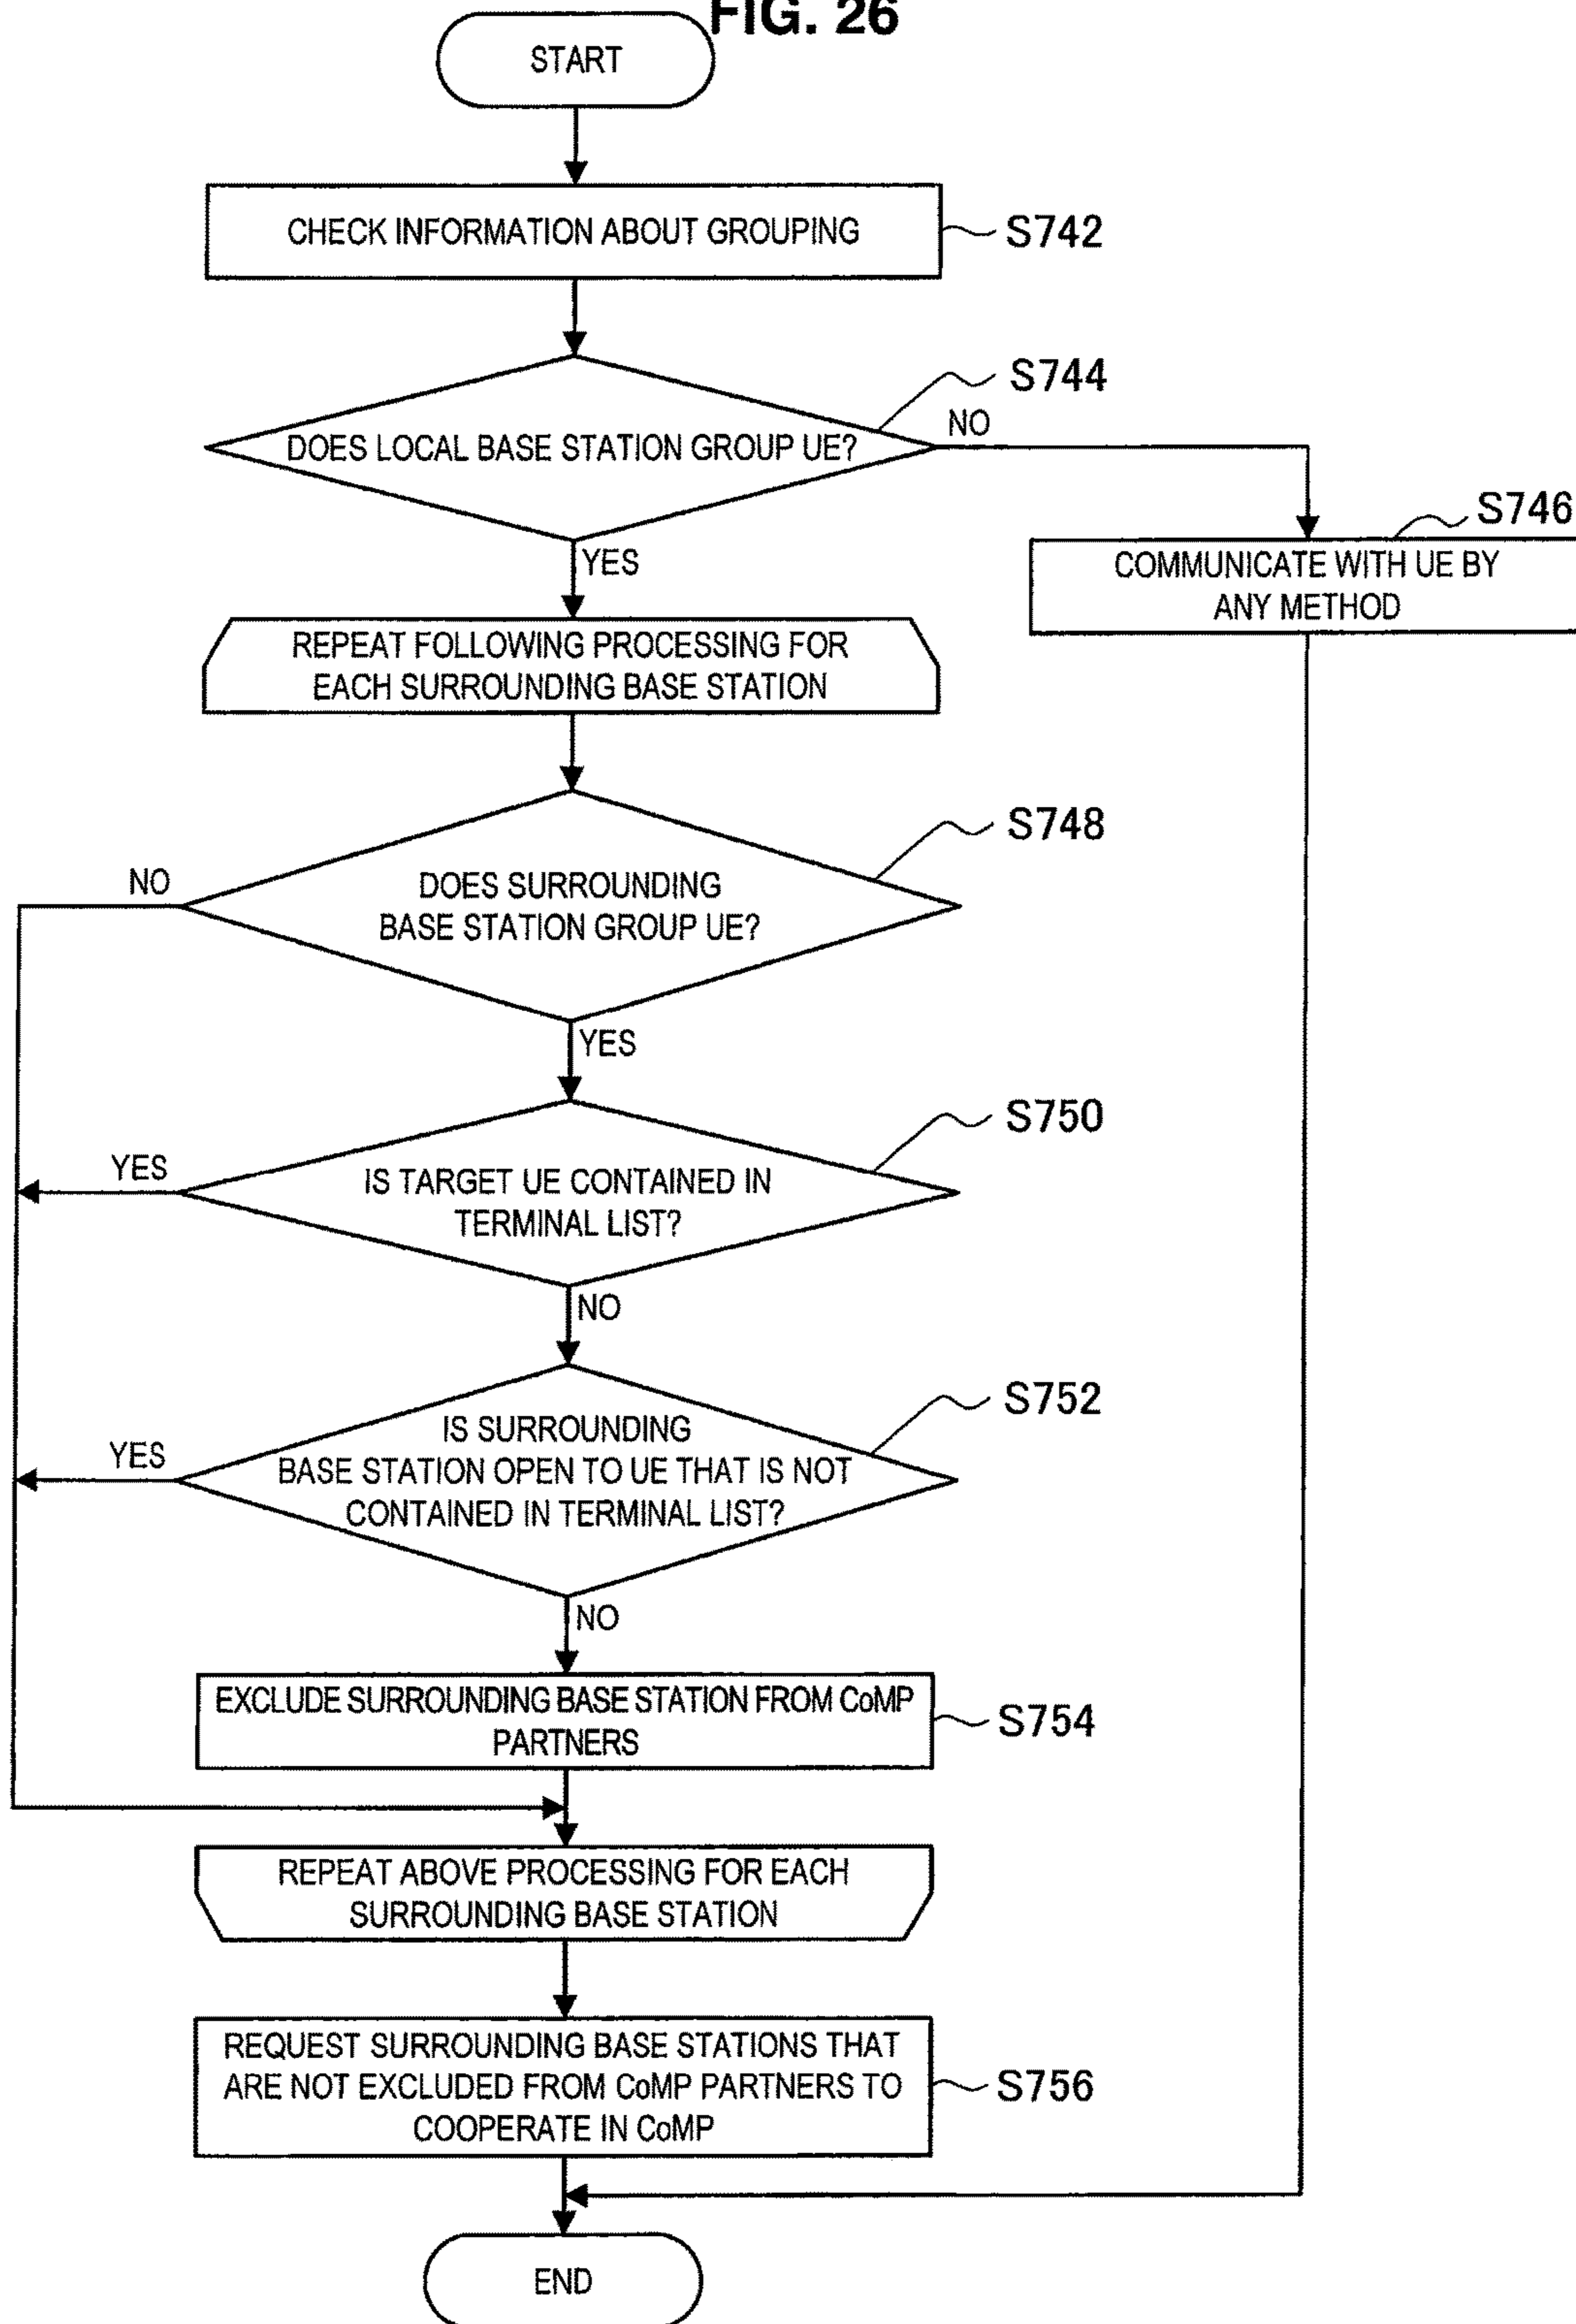 FIG. 26
START
CHECK INFORMATION ABOUT GROUPING
S742
S744
DOES LOCAL BASE STATION GROUP UE?
NO
YES
S746
COMMUNICATE WITH UE BY
ANY METHOD
REPEAT FOLLOWING PROCESSING FOR
EACH SURROUNDING BASE STATION
S748
NO
DOES SURROUNDING
BASE STATION GROUP UE?
YES
S750
YES
IS TARGET UE CONTAINED IN
TERMINAL LIST?
NO
S752
YES
IS SURROUNDING
BASE STATION OPEN TO UE THAT IS NOT
CONTAINED IN TERMINAL LIST?
NO
EXCLUDE SURROUNDING BASE STATION FROM CoMP
PARTNERS
S754
REPEAT ABOVE PROCESSING FOR EACH
SURROUNDING BASE STATION
REQUEST SURROUNDING BASE STATIONS THAT
ARE NOT EXCLUDED FROM CoMP PARTNERS TO
COOPERATE IN CoMP
S756
END